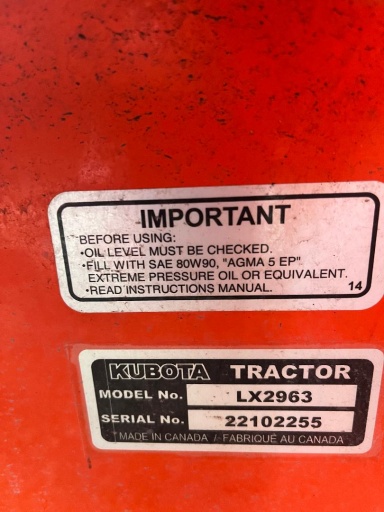 IMPORTANT
BEFORE USING:
•OIL LEVEL MUST BE CHECKED.
•FILL WITH SAE 80W90, "AGMA 5 EP"
EXTREME PRESSURE OIL OR EQUIVALENT.
•READ INSTRUCTIONS MANUAL. 14
KUBOTA TRACTOR
MODEL No. LX2963
SERIAL No. 22102255
MADE IN CANADA / FABRIQUÉ AU CANADA